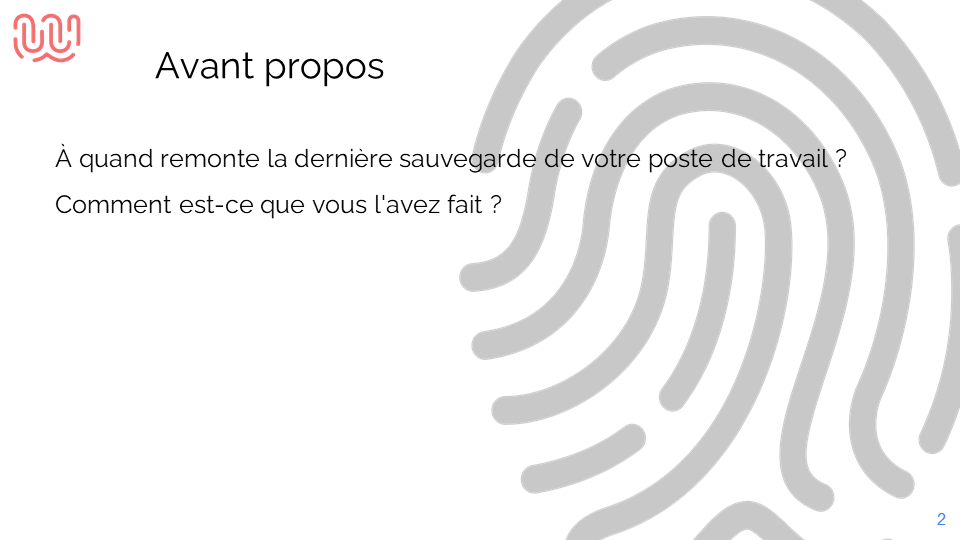 Avant propos
À quand remonte la dernière sauvegarde de votre poste de travail ?
Comment est-ce que vous l'avez fait ?
2